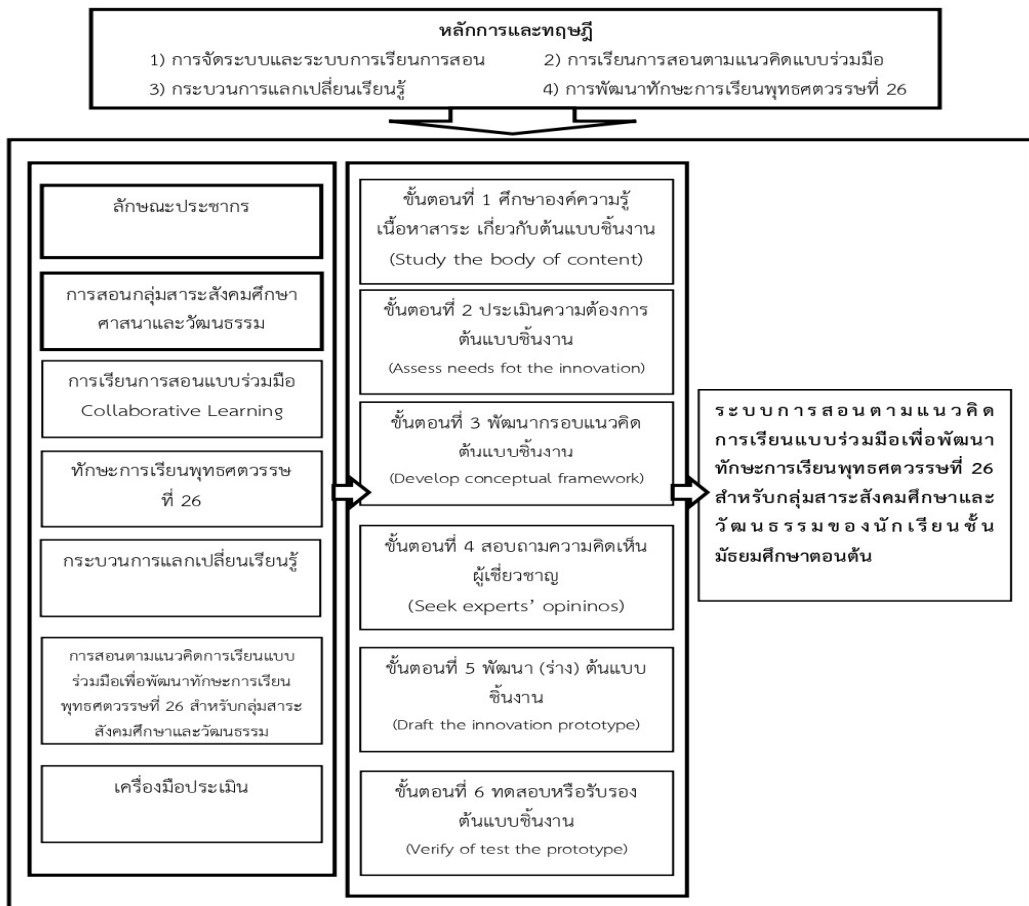 หลักการและทฤษฎี
1) การจัดระบบและระบบการเรียนการสอน 2) การเรียนการสอนตามแนวคิดแบบร่วมมือ
3) กระบวนการแลกเปลี่ยนเรียนรู้ 4) การพัฒนาทักษะการเรียนพุทธศตวรรษที่ 26
ลักษณะประชากร
การสอนกลุ่มสาระสังคมศึกษา
ศาสนาและวัฒนธรรม
การเรียนการสอนแบบร่วมมือ
Collaborative Learning
ทักษะการเรียนพุทธศตวรรษ
ที่ 26
กระบวนการแลกเปลี่ยนเรียนรู้
การสอนตามแนวคิดการเรียนแบบ
ร่วมมือเพื่อพัฒนาทักษะการเรียน
พุทธศตวรรษที่ 26 สำหรับกลุ่มสาระ
สังคมศึกษาและวัฒนธรรม
เครื่องมือประเมิน
ขั้นตอนที่ 1 ศึกษาองค์ความรู้
เนื้อหาสาระ เกี่ยวกับต้นแบบชิ้นงาน
(Study the body of content)
ขั้นตอนที่ 2 ประเมินความต้องการ
ต้นแบบชิ้นงาน
(Assess needs fot the innovation)
ขั้นตอนที่ 3 พัฒนากรอบแนวคิด
ต้นแบบชิ้นงาน
(Develop conceptual framework)
ขั้นตอนที่ 4 สอบถามความคิดเห็น
ผู้เชี่ยวชาญ
(Seek experts’ opininos)
ขั้นตอนที่ 5 พัฒนา (ร่าง) ต้นแบบ
ชิ้นงาน
(Draft the innovation prototype)
ขั้นตอนที่ 6 ทดสอบหรือรับรอง
ต้นแบบชิ้นงาน
(Verify of test the prototype)
ระบบการสอนตามแนวคิด
การเรียนแบบร่วมมือเพื่อพัฒนา
ทักษะการเรียนพุทธศตวรรษที่ 26
สำหรับกลุ่มสาระสังคมศึกษาและ
วัฒนธรรมของนักเรียนชั้น
มัธยมศึกษาตอนต้น